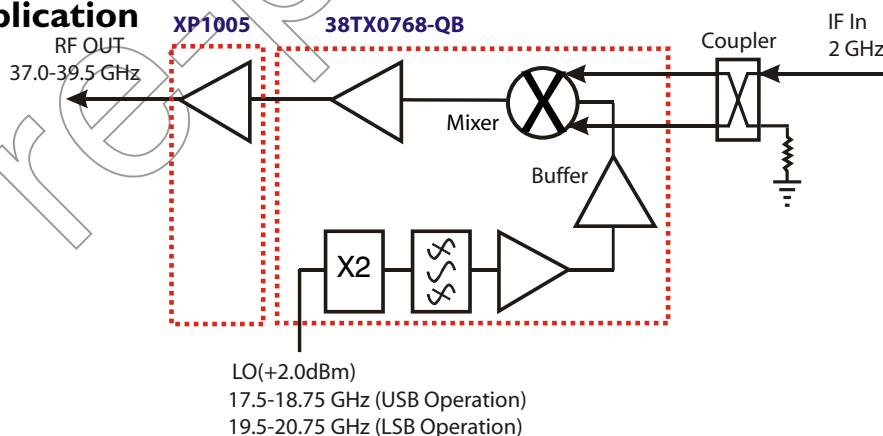 plication
XP1005
38TX0768-QB
RF OUT
37.0-39.5 GHz
Coupler
IF In
2 GHz
Mixer
Buffer
X2
LO(+2.0dBm)
17.5-18.75 GHz (USB Operation)
19.5-20.75 GHz (LSB Operation)
re-p